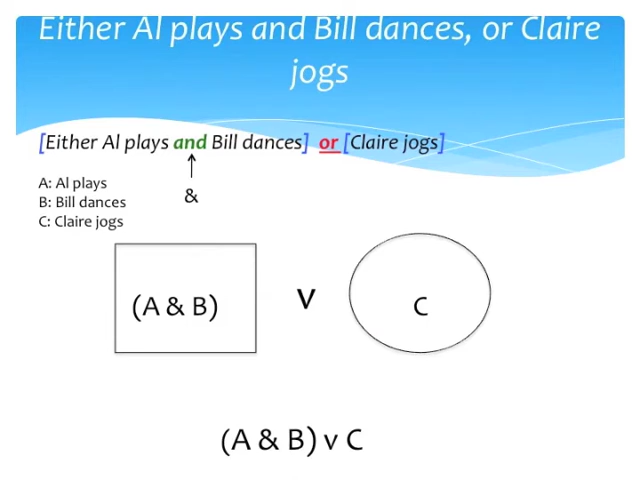 Either Al plays and Bill dances, or Claire
jogs
[Either Al plays and Bill dances] or [Claire jogs]
A: Al plays
B: Bill dances
C: Claire jogs
&
(A & B) v C
(A & B) v C